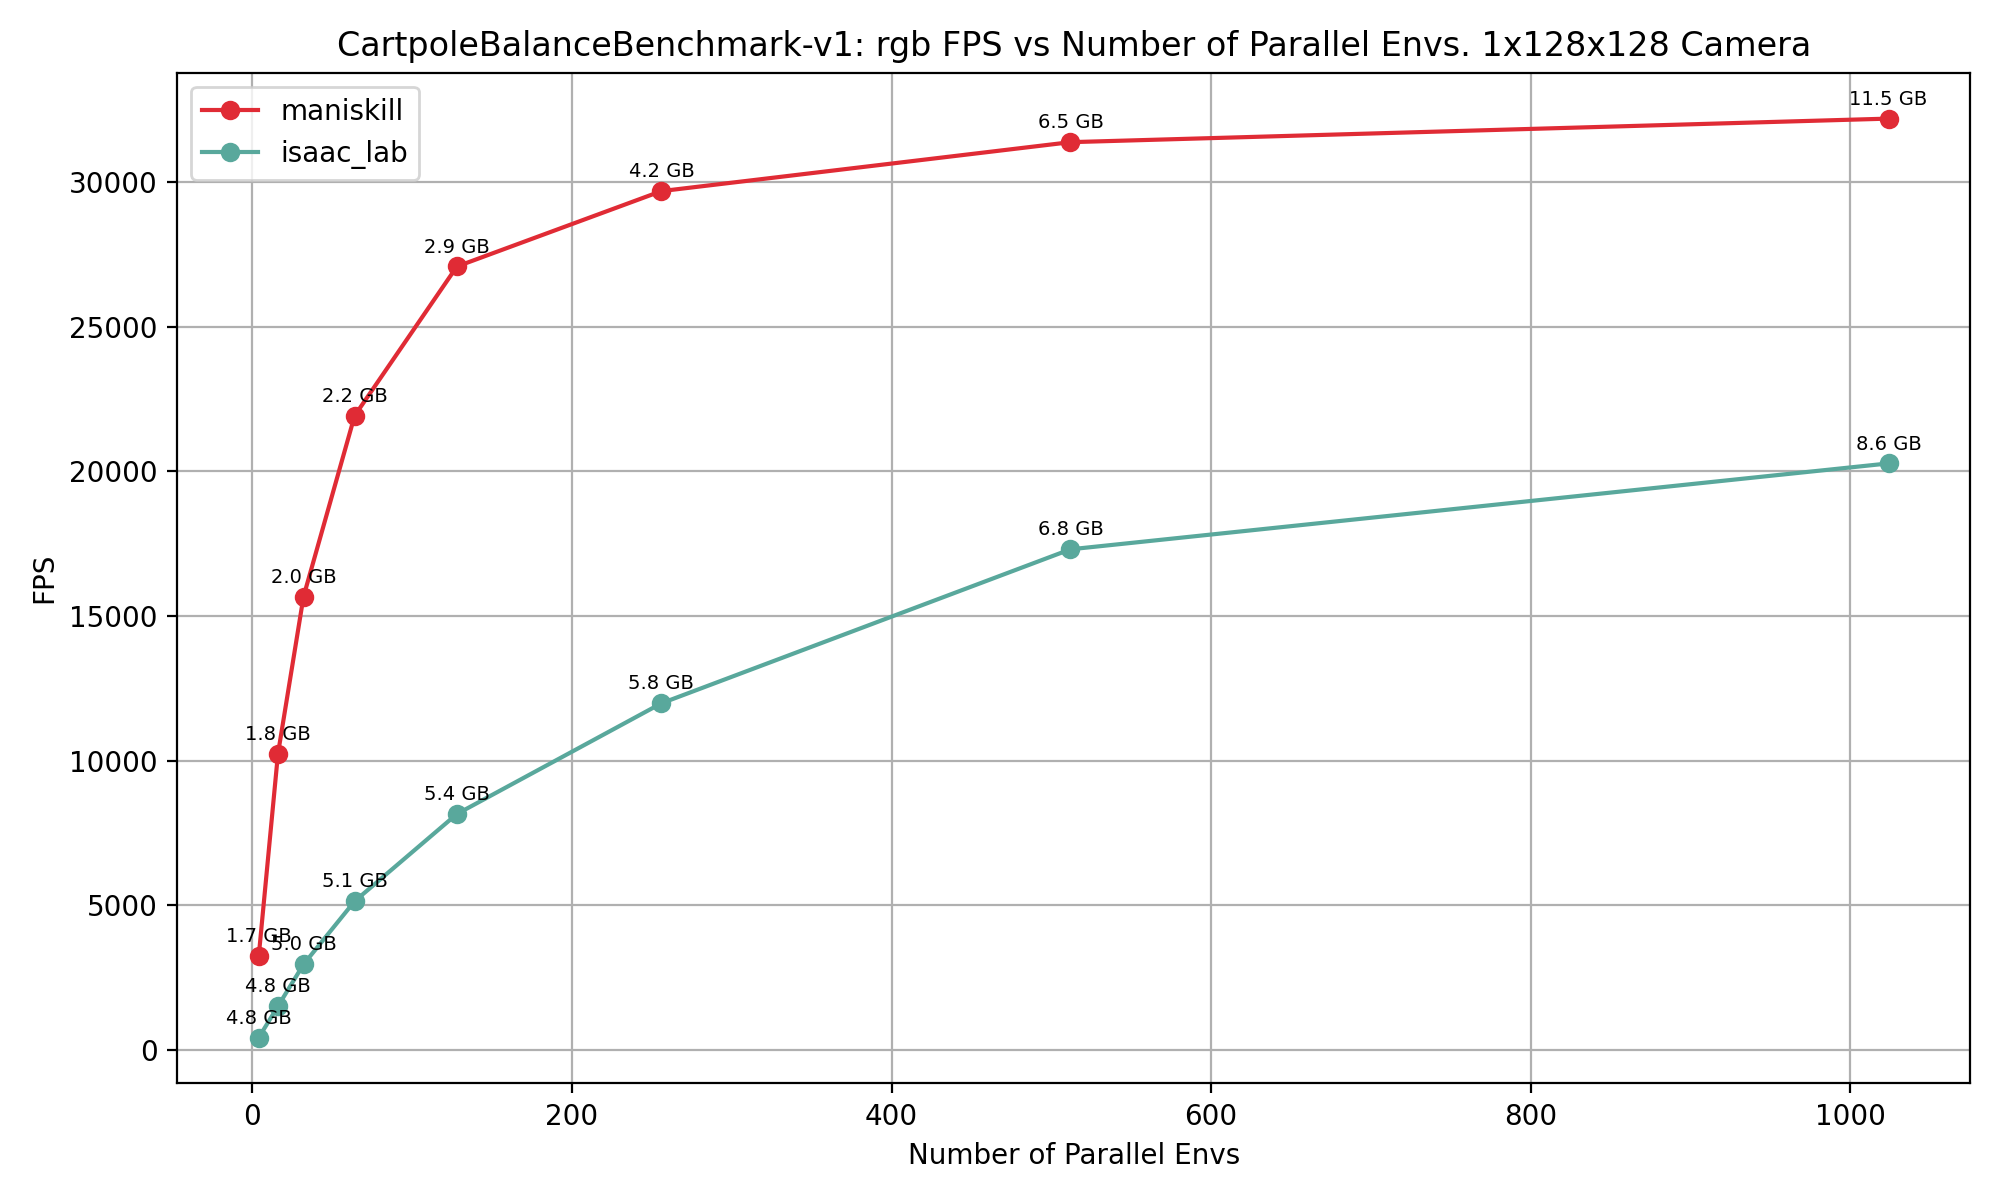 CartpoleBalanceBenchmark-v1: rgb FPS vs Number of Parallel Envs. 1x128x128 Camera
maniskill
isaac_lab
11.5 GB
6.5 GB
4.2 GB
2.9 GB
2.2 GB
2.0 GB
1.8 GB
1.7 GB
8.6 GB
6.8 GB
5.8 GB
5.4 GB
5.1 GB
5.0 GB
4.8 GB
4.8 GB
30000
25000
20000
15000
10000
5000
0
FPS
0 200 400 600 800 1000
Number of Parallel Envs